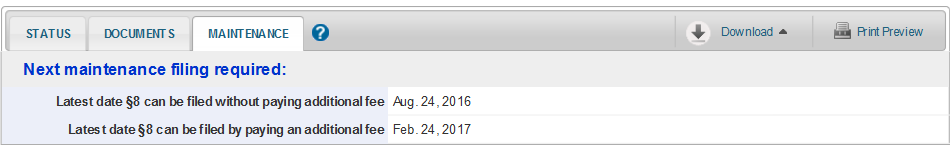 STATUS DOCUMENTS MAINTENANCE ? Download Print Preview
Next maintenance filing required:
Latest date §8 can be filed without paying additional fee Aug. 24, 2016
Latest date §8 can be filed by paying an additional fee Feb. 24, 2017